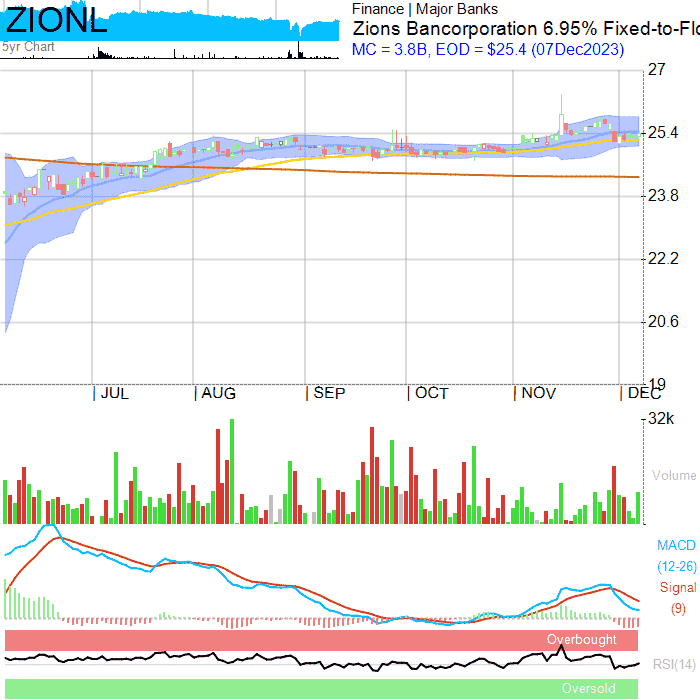 ZIONL
5yr Chart
Finance | Major Banks
Zions Bancorporation 6.95% Fixed-to-Flo
MC = 3.8B, EOD = $25.4 (07Dec2023)
27
25.4
23.8
22.2
20.6
19
| JUL | AUG | SEP | OCT | NOV | DEC
32k
Volume
MACD
(12-26)
Signal
(9)
Overbought
RSI(14)
Oversold